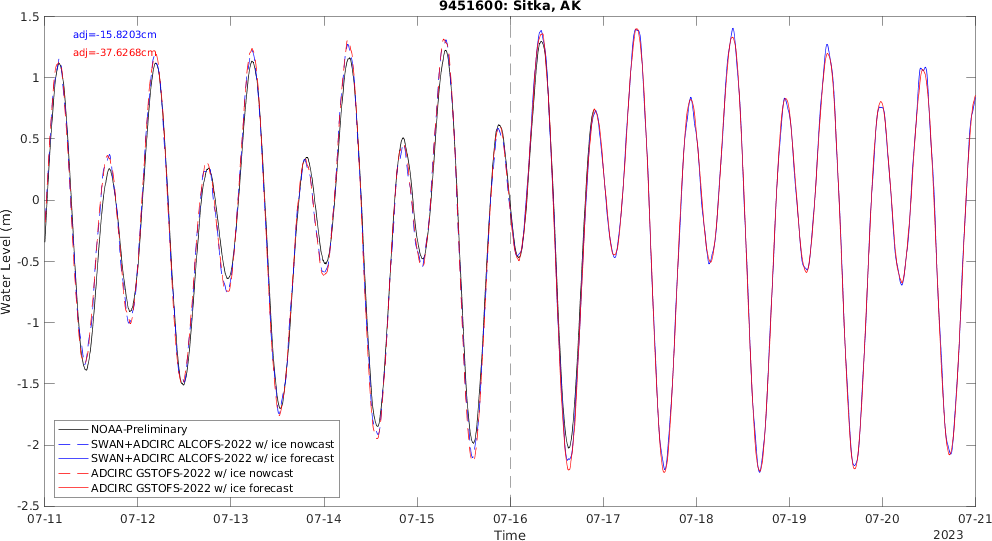 9451600: Sitka, AK
adj=-15.8203cm
adj=-37.6268cm
Water Level (m)
1.5
1
0.5
0
-0.5
-1
-1.5
-2
-2.5
NOAA-Preliminary
SWAN+ADCIRC ALCOFS-2022 w/ ice nowcast
SWAN+ADCIRC ALCOFS-2022 w/ ice forecast
ADCIRC GSTOFS-2022 w/ ice nowcast
ADCIRC GSTOFS-2022 w/ ice forecast
07-11 07-12 07-13 07-14 07-15 07-16 07-17 07-18 07-19 07-20 07-21
Time
2023